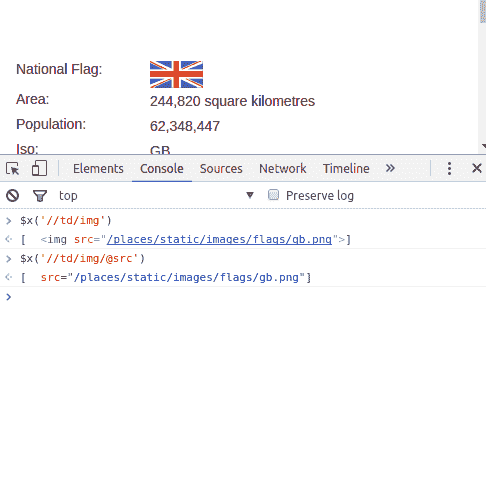 National Flag:
Area: 244,820 square kilometres
Population: 62,348,447
Iso: GB
Elements Console Sources Network Timeline »
top Preserve log
> $x('//td/img')
[ <img src="/places/static/images/flags/gb.png">]
> $x('//td/img/@src')
[ src="/places/static/images/flags/gb.png"]
>